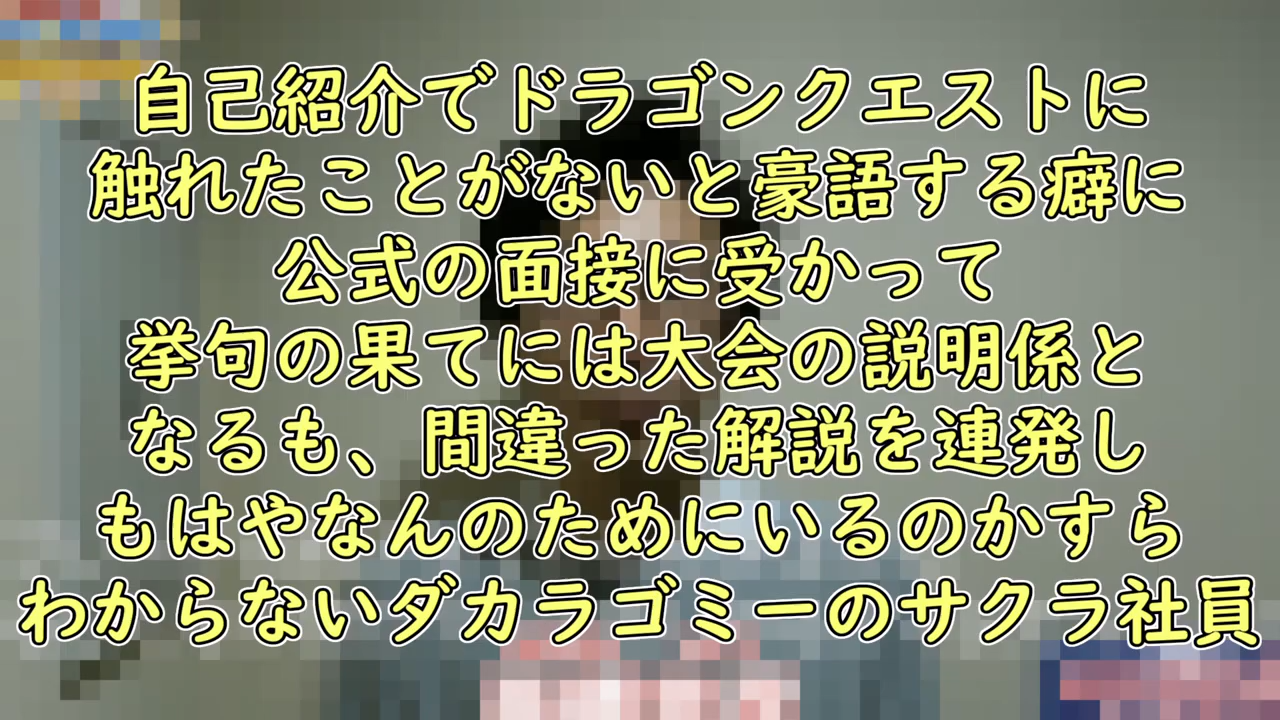 自己紹介でドラゴンクエストに
触れたことがないと豪語する癖に
公式の面接に受かって
挙句の果てには大会の説明係と
なるも、間違った解説を連発し
もはやなんのためにいるのかすら
わからないダカラゴミーのサクラ社員